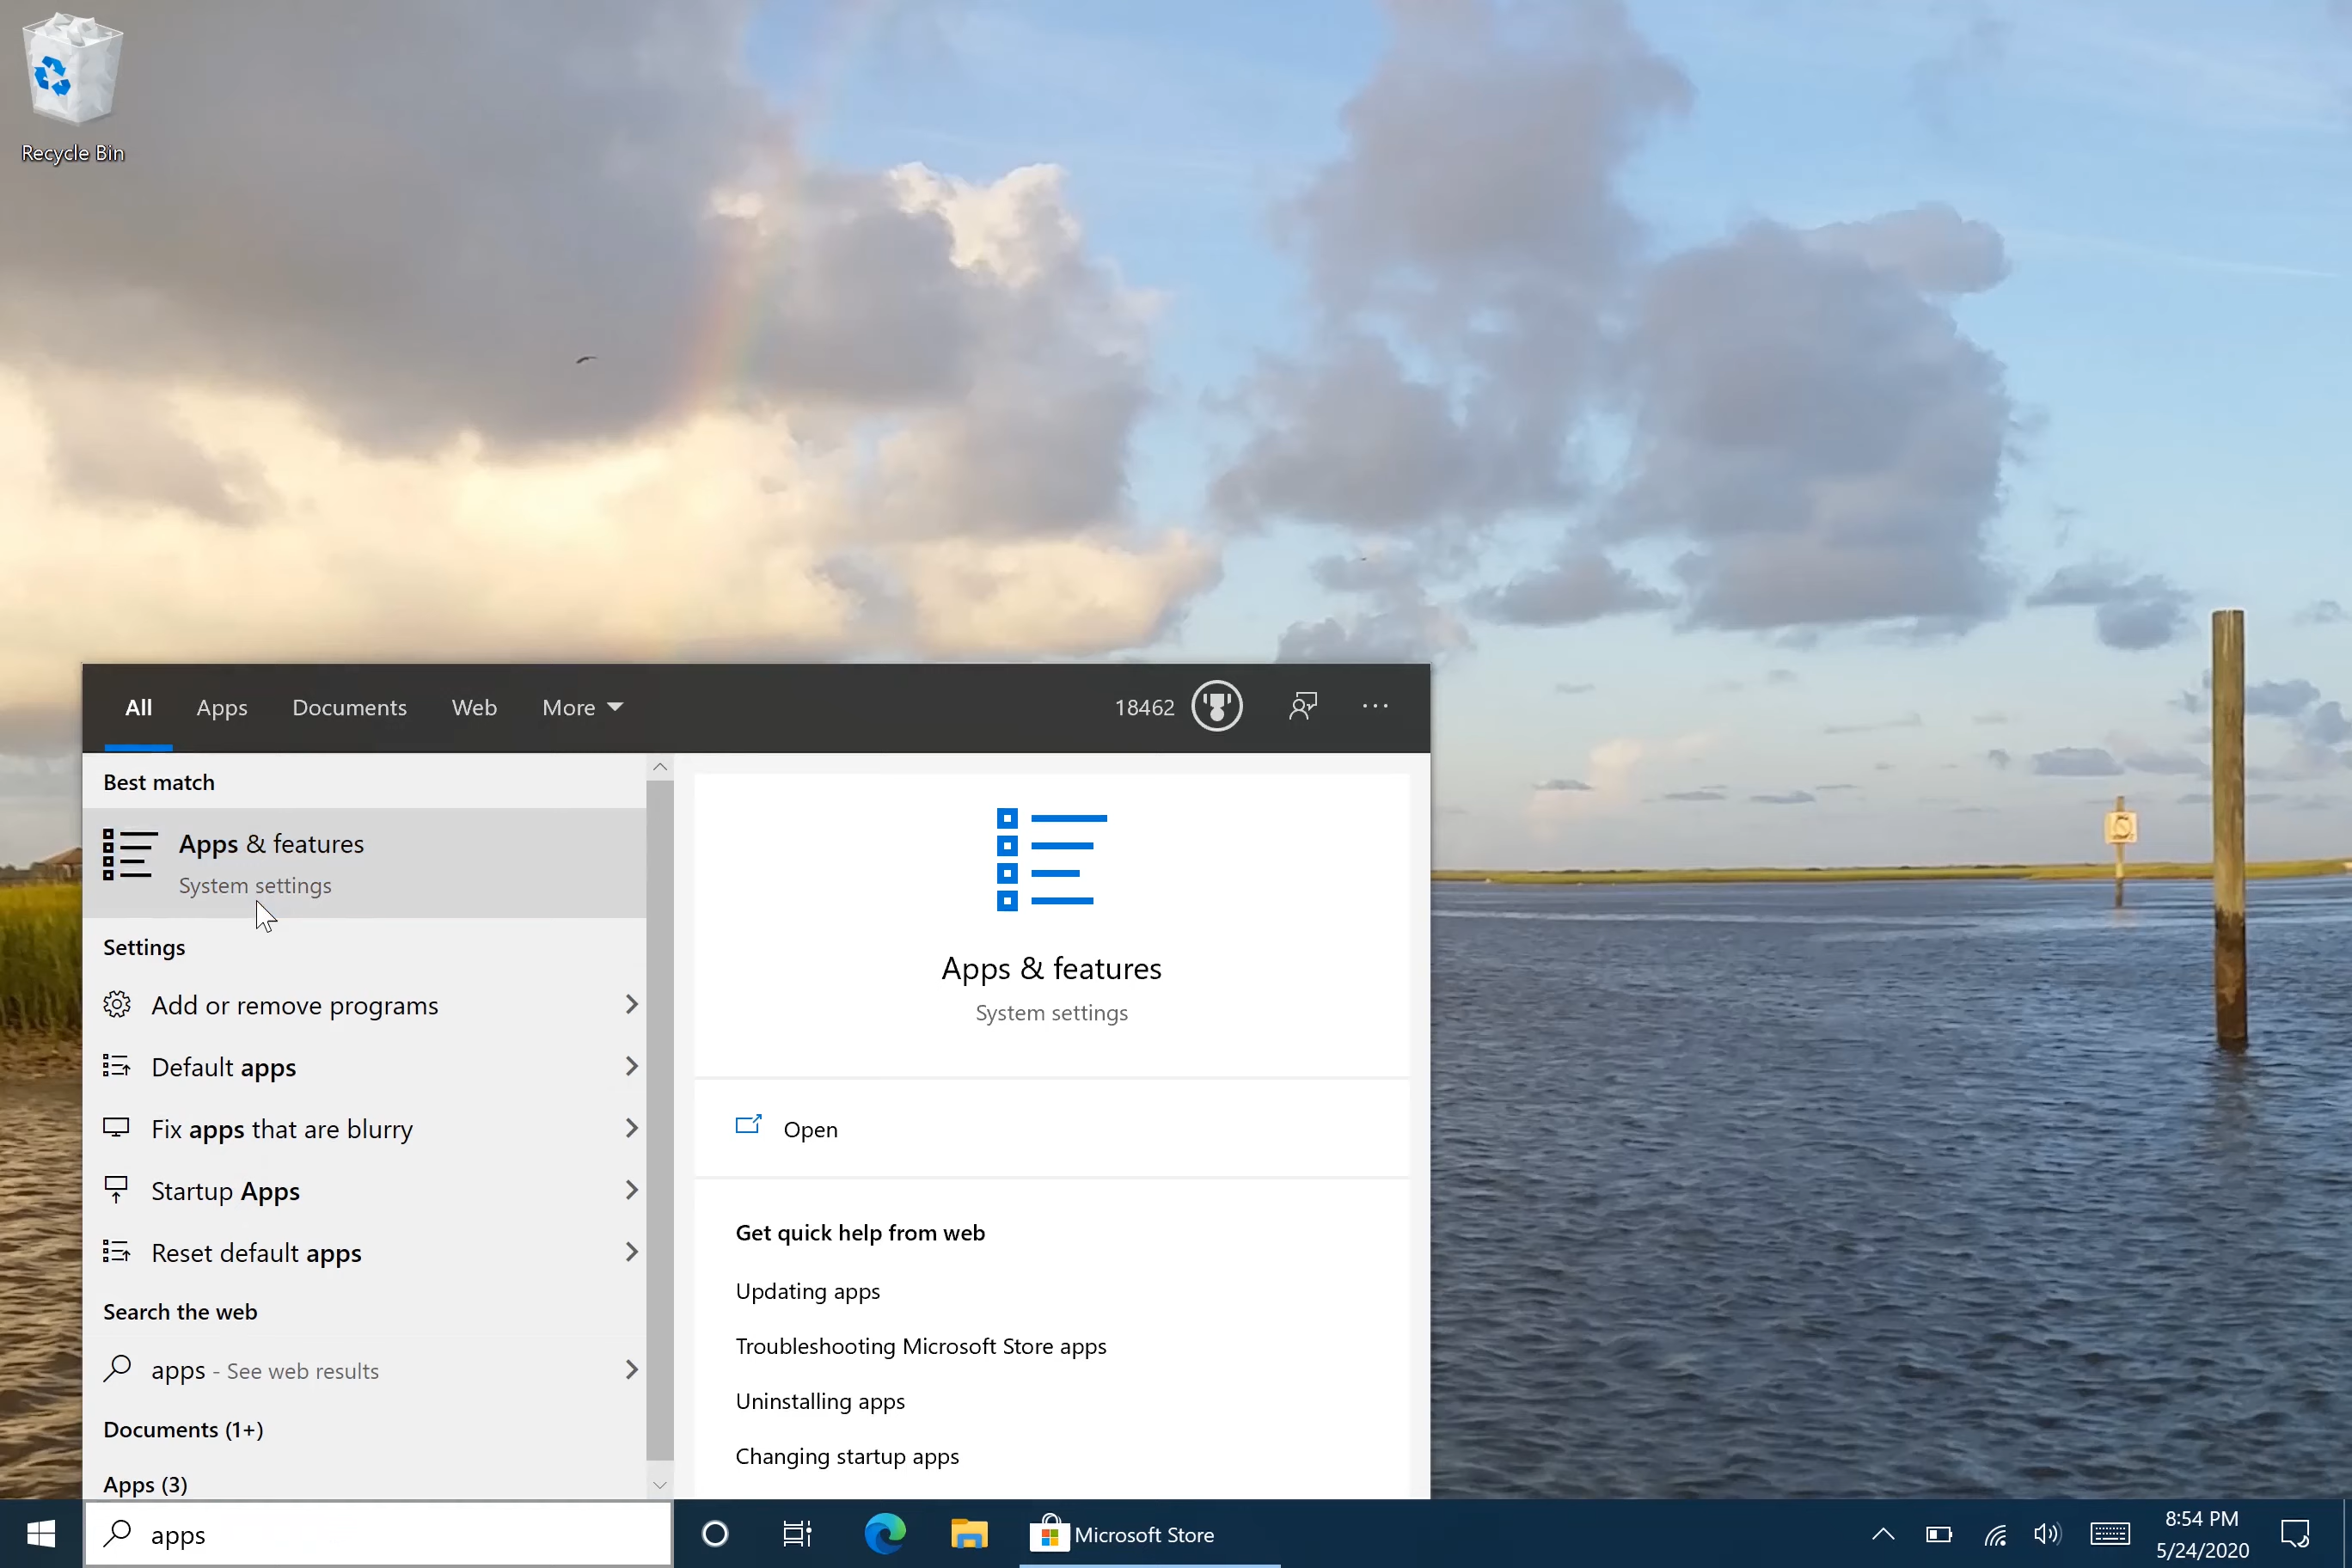 Recycle Bin
All Apps Documents Web More 18462
Best match
Apps & features
System settings
Settings
Add or remove programs
Default apps
Fix apps that are blurry
Startup Apps
Reset default apps
Search the web
apps - See web results
Documents (1+)
Apps (3)
Apps & features
System settings
Open
Get quick help from web
Updating apps
Troubleshooting Microsoft Store apps
Uninstalling apps
Changing startup apps
apps
Microsoft Store
8:54 PM
5/24/2020